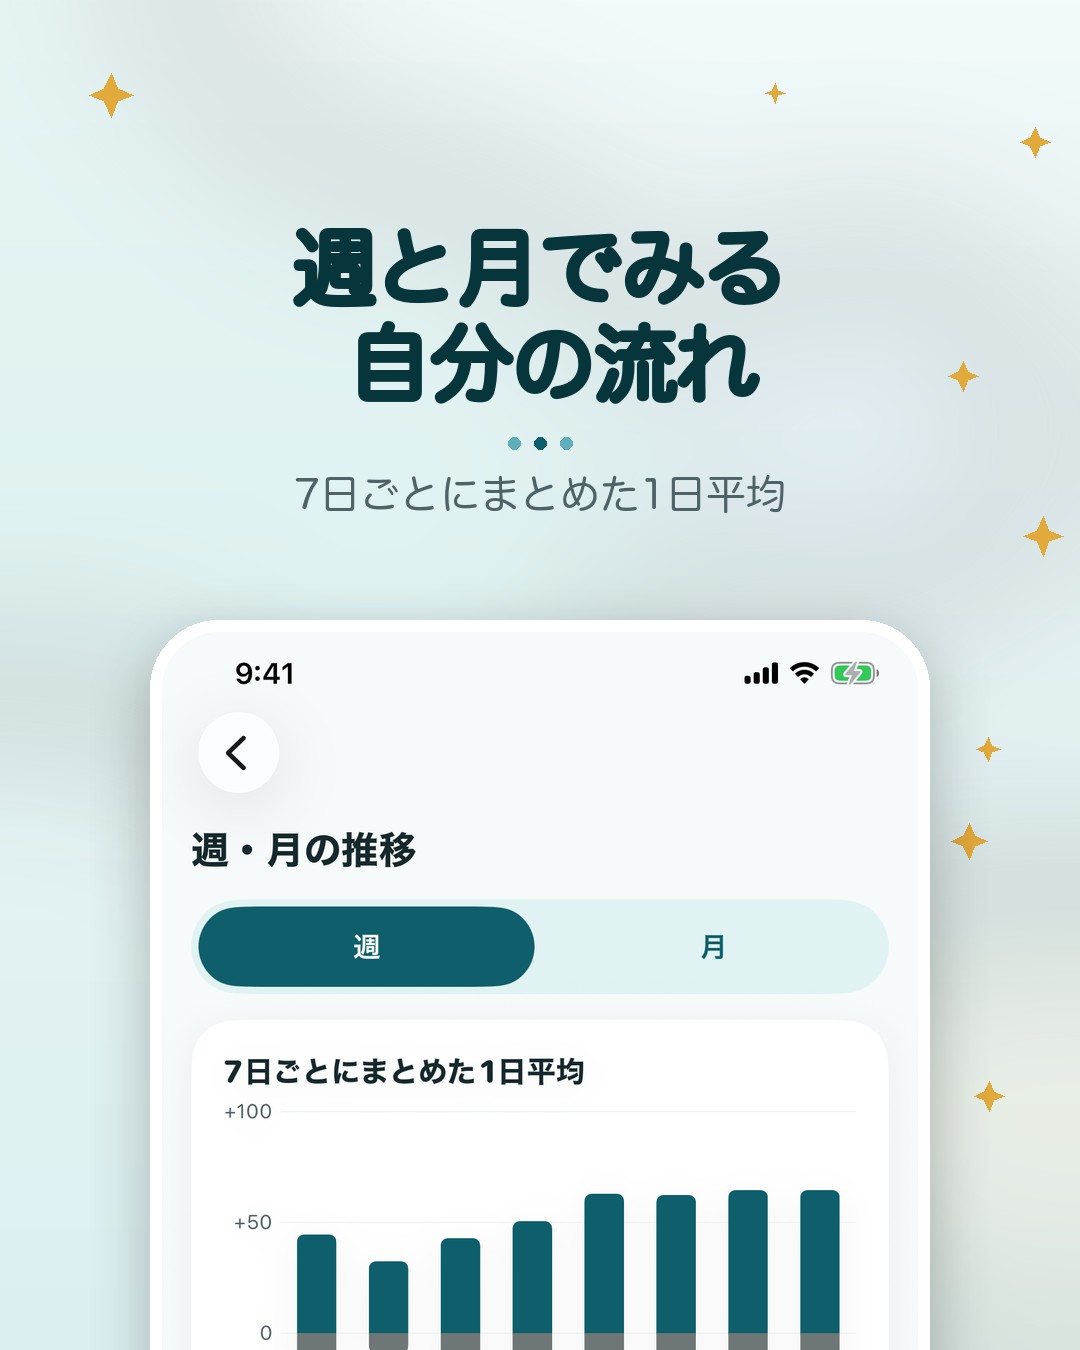 週と月でみる
自分の流れ
7日ごとにまとめた1日平均
9:41
週・月の推移
週 月
7日ごとにまとめた1日平均
+100
+50
0